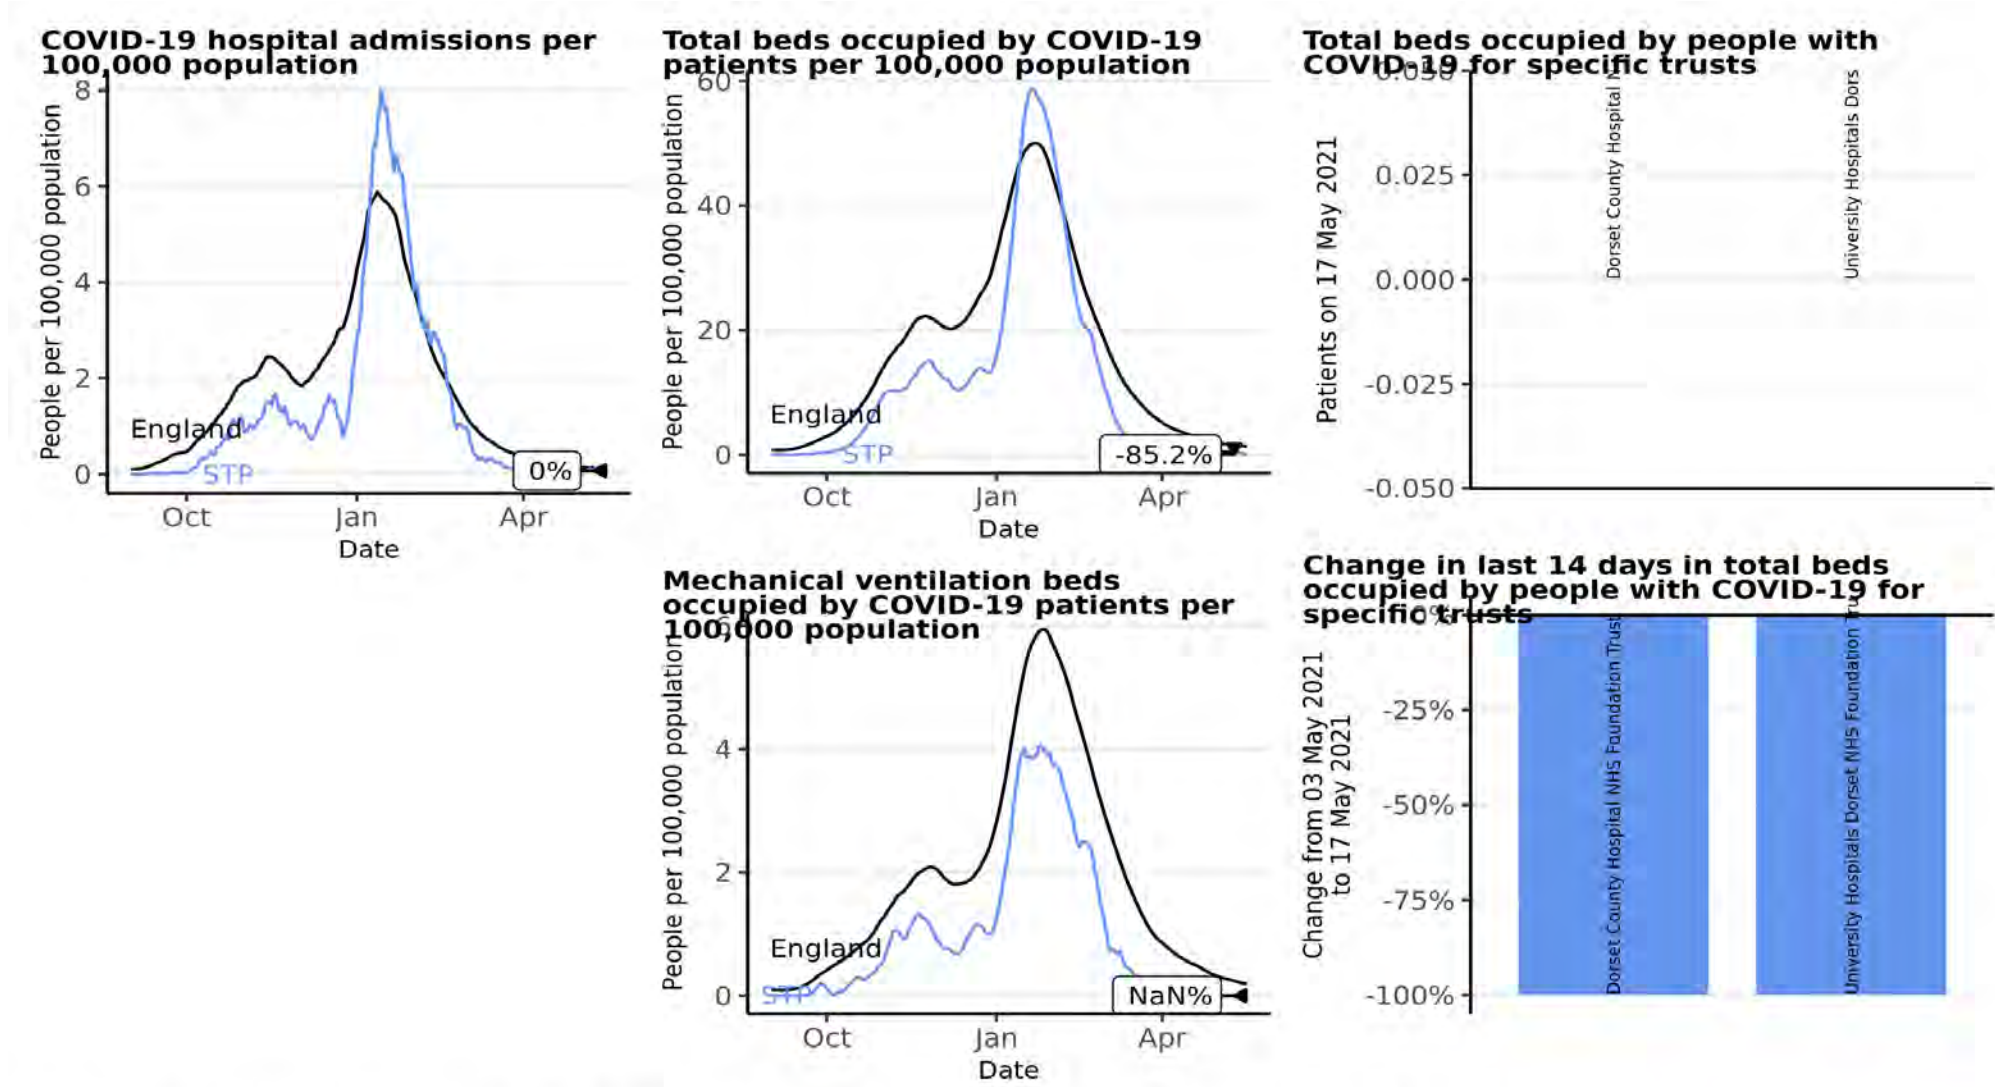 COVID-19 hospital admissions per
100,000 population
People per 100,000 population
8
6
4
2
0
England
STP
0%
Oct
Jan
Apr
Date
Total beds occupied by COVID-19
patients per 100,000 population
People per 100,000 population
60
40
20
0
England
STP
-85.2%
Oct
Jan
Apr
Date
Total beds occupied by people with
COVID-19 for specific trusts
Patients on 17 May 2021
0.050
0.025
0.000
-0.025
-0.050
Dorset County Hospital N
University Hospitals Dors
Mechanical ventilation beds
occupied by COVID-19 patients per
100,000 population
People per 100,000 population
6
4
2
0
England
STP
NaN%
Oct
Jan
Apr
Date
Change in last 14 days in total beds
occupied by people with COVID-19 for
specific trusts
Change from 03 May 2021
to 17 May 2021
0%
-25%
-50%
-75%
-100%
Dorset County Hospital NHS Foundation Trust
University Hospitals Dorset NHS Foundation Tru